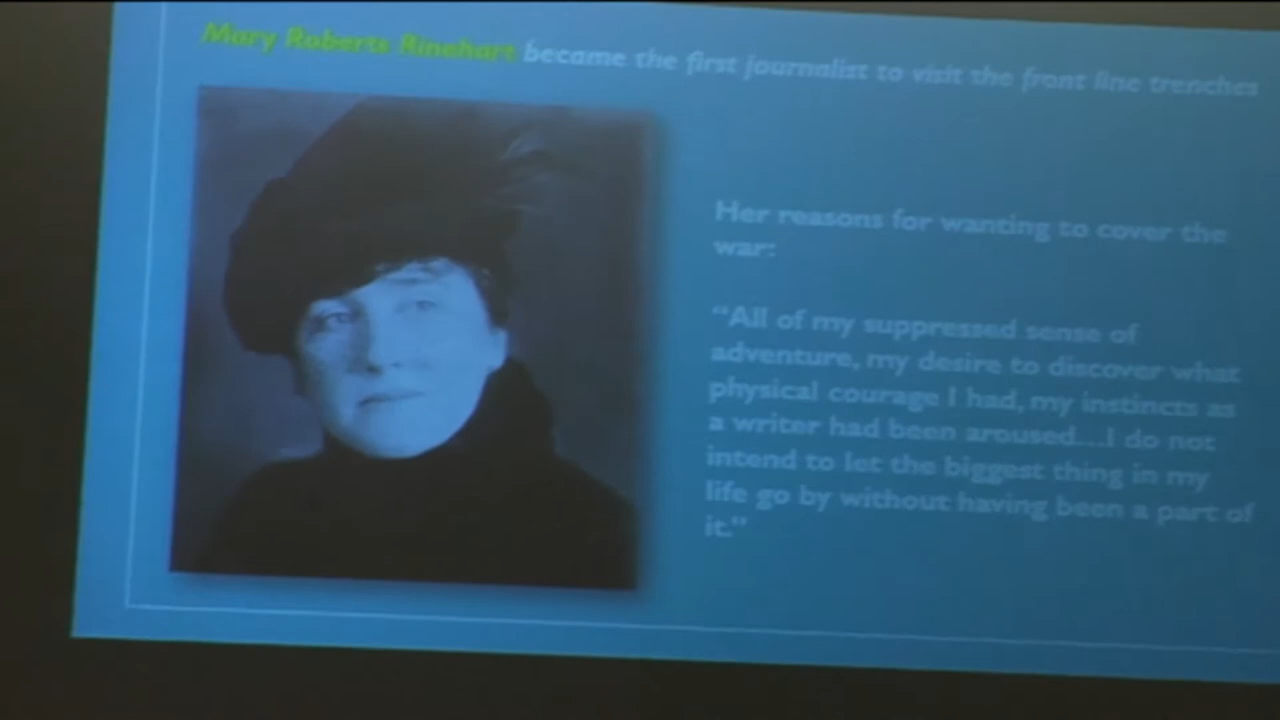 Mary Roberts Rinehart became the first journalist to visit the front line trenches
Her reasons for wanting to cover the
war:
“All of my suppressed sense of
adventure, my desire to discover what
physical courage I had, my instincts as
a writer had been aroused....I do not
intend to let the biggest thing in my
life go by without having been a part of
it.”